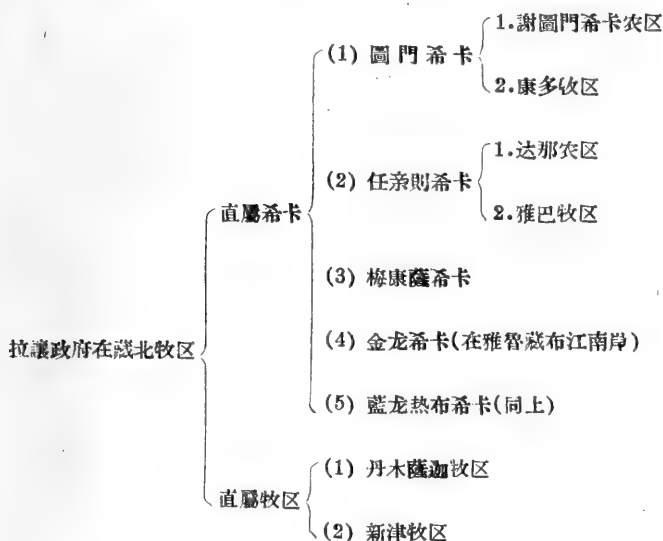 1.謝圖門希卡农区
(1) 圖門希卡
2.康多牧区
1.达那农区
(2) 任亲則希卡
直屬希卡
2.雅巴牧区
(3) 梅康薩希卡
拉讓政府在藏北牧区
(4) 金龙希卡(在雅魯藏布江南岸)
(5) 藍龙热布希卡(同上)
(1) 丹木薩迦牧区
直屬牧区
(2) 新津牧区